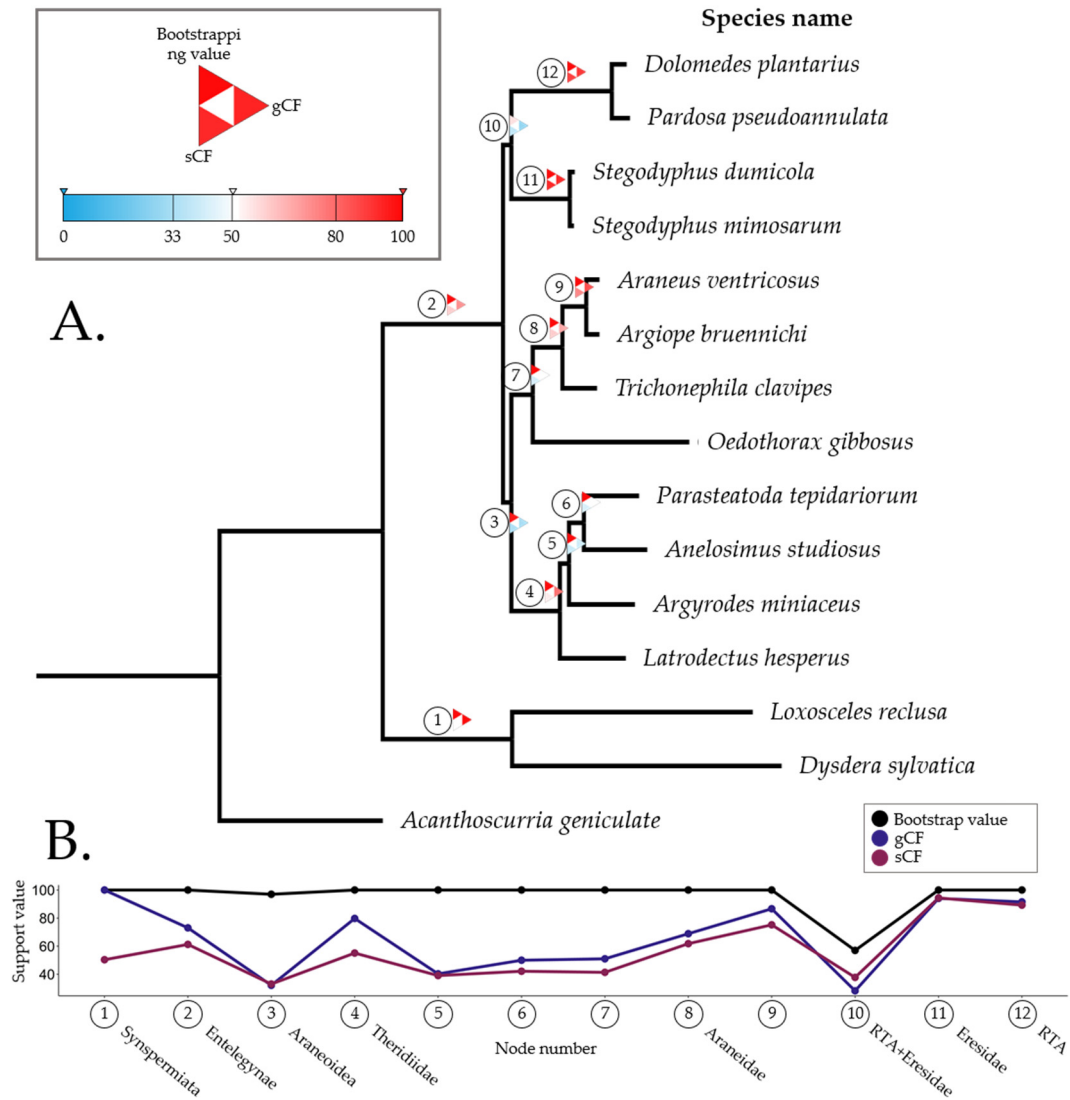 Species name
Bootstrappi
ng value
gCF
sCF
0 33 50 80 100
A.
Dolomedes plantarius
Pardosa pseudoannulata
Stegodyphus dumicola
Stegodyphus mimosarum
Araneus ventricosus
Argiope bruennichi
Trichonephila clavipes
Oedothorax gibbosus
Parasteatoda tepidariorum
Anelosimus studiosus
Argyrodes miniaceus
Latrodectus hesperus
Loxosceles reclusa
Dysdera sylvatica
Acanthoscurria geniculate
12
10
11
2
9
8
7
6
3
5
4
1
B.
Bootstrap value
gCF
sCF
Support value
100
80
60
40
1 2 3 4 5 6 7 8 9 10 11 12
Synspermiata
Entelegynae
Araneoidea
Theridiidae
Araneidae
RTA+Eresidae
Eresidae
RTA
Node number